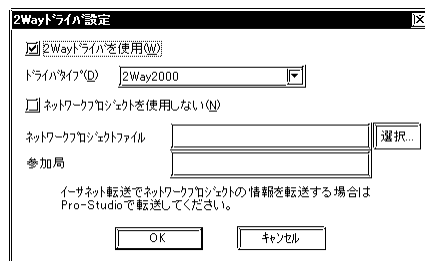 2Wayドライバ設定
2Wayドライバを使用(W)
ドライバタイプ(D)
2Way2000
ネットワークプロジェクトを使用しない(N)
ネットワークプロジェクトファイル
選択...
参加局
イーサネット転送でネットワークプロジェクトの情報を転送する場合は
Pro-Studioで転送してください。
OK
キャンセル